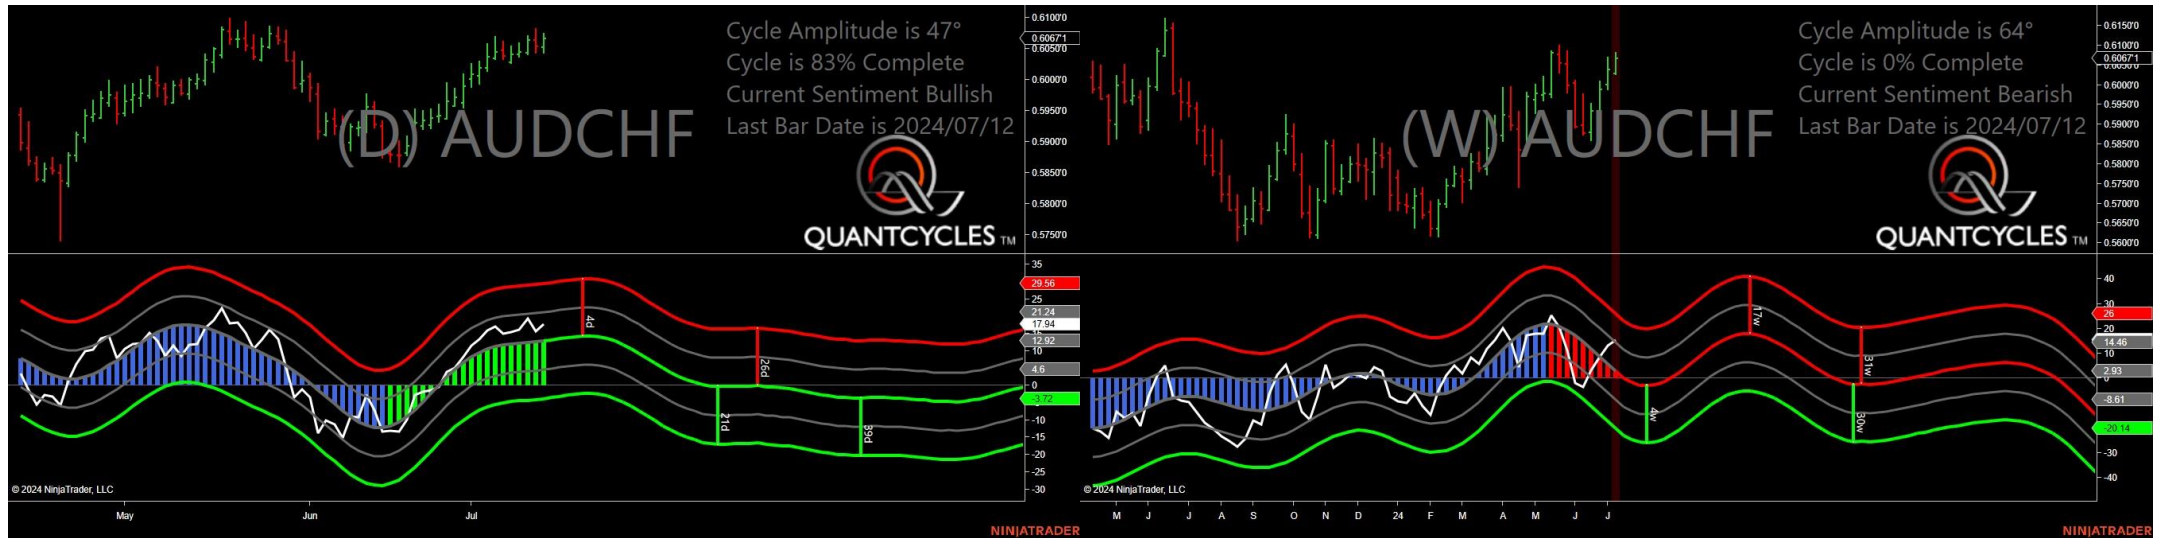 Cycle Amplitude is 47°
Cycle is 83% Complete
Current Sentiment Bullish
Last Bar Date is 2024/07/12
(D) AUDCHF
QUANTCYCLES TM
0.6100'0
0.6067'1
0.6050'0
0.6000'0
0.5950'0
0.5900'0
0.5850'0
0.5800'0
0.5750'0
35
29.56
25
21.24
17.94
12.92
10
4.6
0
-3.72
-10
-15
-20
-25
-30
4d
26d
21d
39d
© 2024 NinjaTrader, LLC
May Jun Jul
NINJATRADER
Cycle Amplitude is 64°
Cycle is 0% Complete
Current Sentiment Bearish
Last Bar Date is 2024/07/12
(W) AUDCHF
QUANTCYCLES TM
0.6150'0
0.6100'0
0.6067'1
0.6000'0
0.5950'0
0.5900'0
0.5850'0
0.5800'0
0.5750'0
0.5700'0
0.5650'0
0.5600'0
40
30
26
20
14.46
10
2.93
0
-8.61
-20.14
-30
-40
17w
31w
4w
30w
© 2024 NinjaTrader, LLC
M J J A S O N D 24 F M A M J J
NINJATRADER